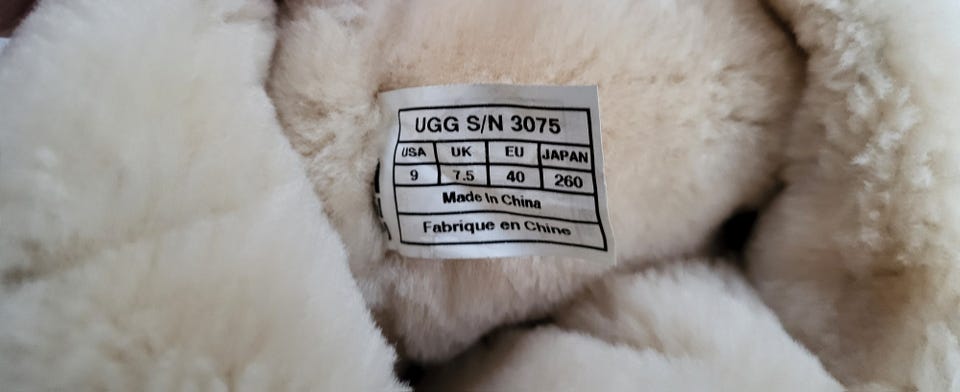 UGG S/N 3075
USA UK EU JAPAN
9 7.5 40 260
Made In China
Fabrique en Chine